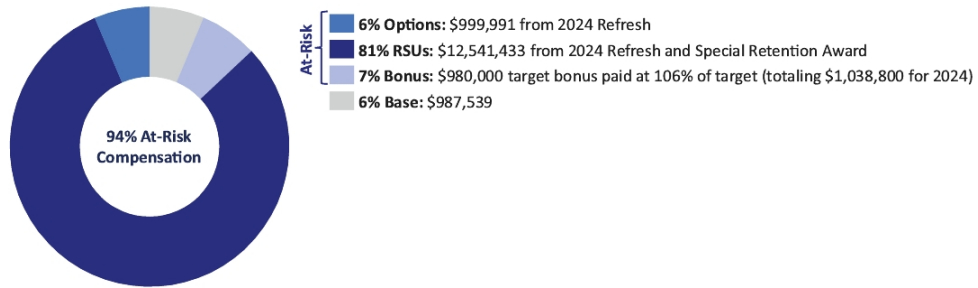 94% At-Risk
Compensation
At-Risk
6% Options: $999,991 from 2024 Refresh
81% RSUs: $12,541,433 from 2024 Refresh and Special Retention Award
7% Bonus: $980,000 target bonus paid at 106% of target (totaling $1,038,800 for 2024)
6% Base: $987,539